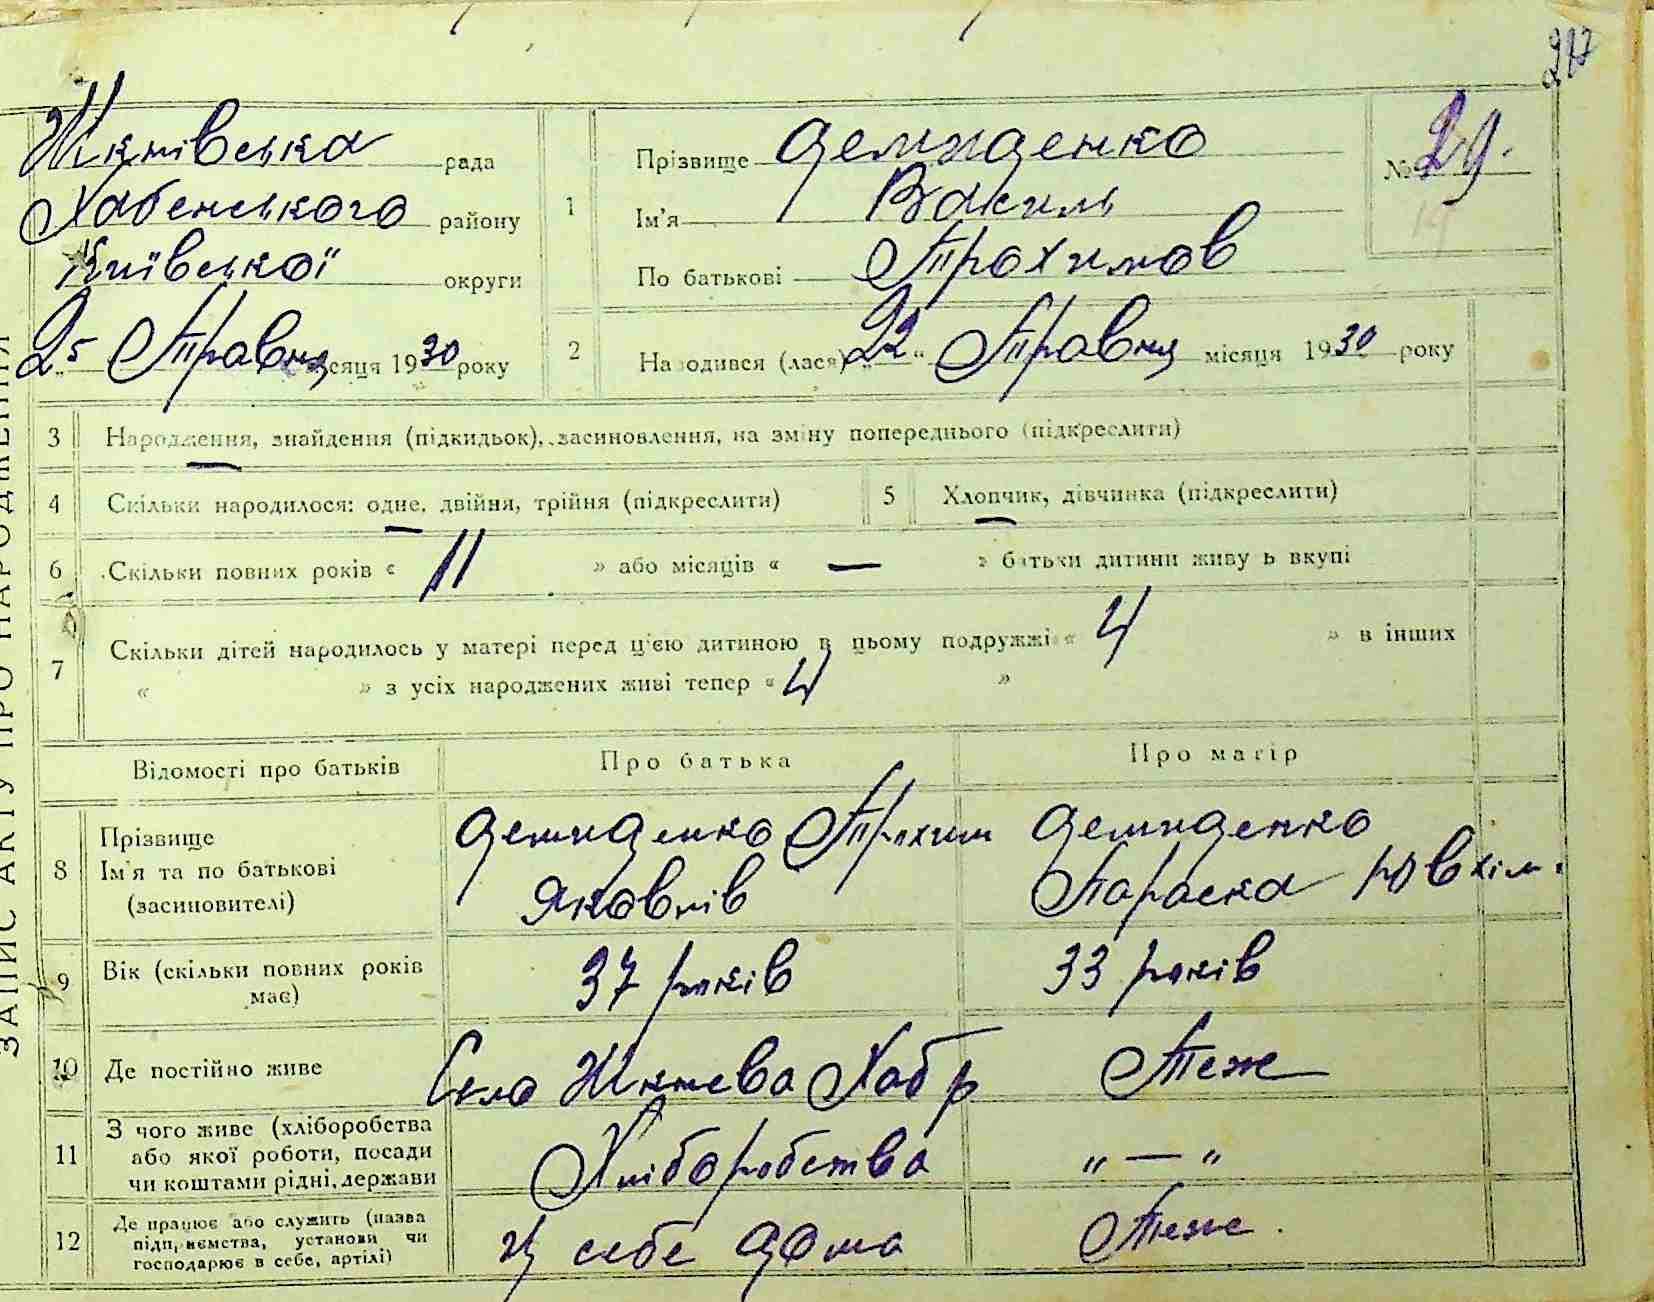 217
ЗАПИС АКТУ ПРО НАРОДЖЕННЯ
Жиківська рада
Хабенського району
Київської округи
25 Травня місяця 1930 року
1
Прізвище Демиденко
Ім'я Василь
По батькові Трохимов
№ 29.
2
Народився (лася) „22“ Травня місяця 1930 року
3 Народження, знайдення (підкидьок), засиновлення, на зміну попереднього (підкреслити)
4 Скільки народилося: одне, двійня, трійня (підкреслити)
5 Хлопчик, дівчинка (підкреслити)
6 Скільки повних років « 11 » або місяців « — » батьки дитини живуть вкупі
7 Скільки дітей народилось у матері перед цією дитиною в цьому подружжі « 4 » в інших
« » з усіх народжених живі тепер « 4 »
Відомості про батьків Про батька Про матір
8 Прізвище
Ім'я та по батькові
(засиновителі)
Демиденко Трохим
Яковлів
Демиденко
Параска Ювхім.
9 Вік (скільки повних років
має)
37 років
33 років
10 Де постійно живе Село Хаб р Теж
11 З чого живе (хліборобства
або якої роботи, посади
чи коштами рідні, держави
Хліборобства
„ — „
12 Де працює або служить (назва
підприємства, установи чи
господарює в себе, артілі)
У себе дома
Теж.